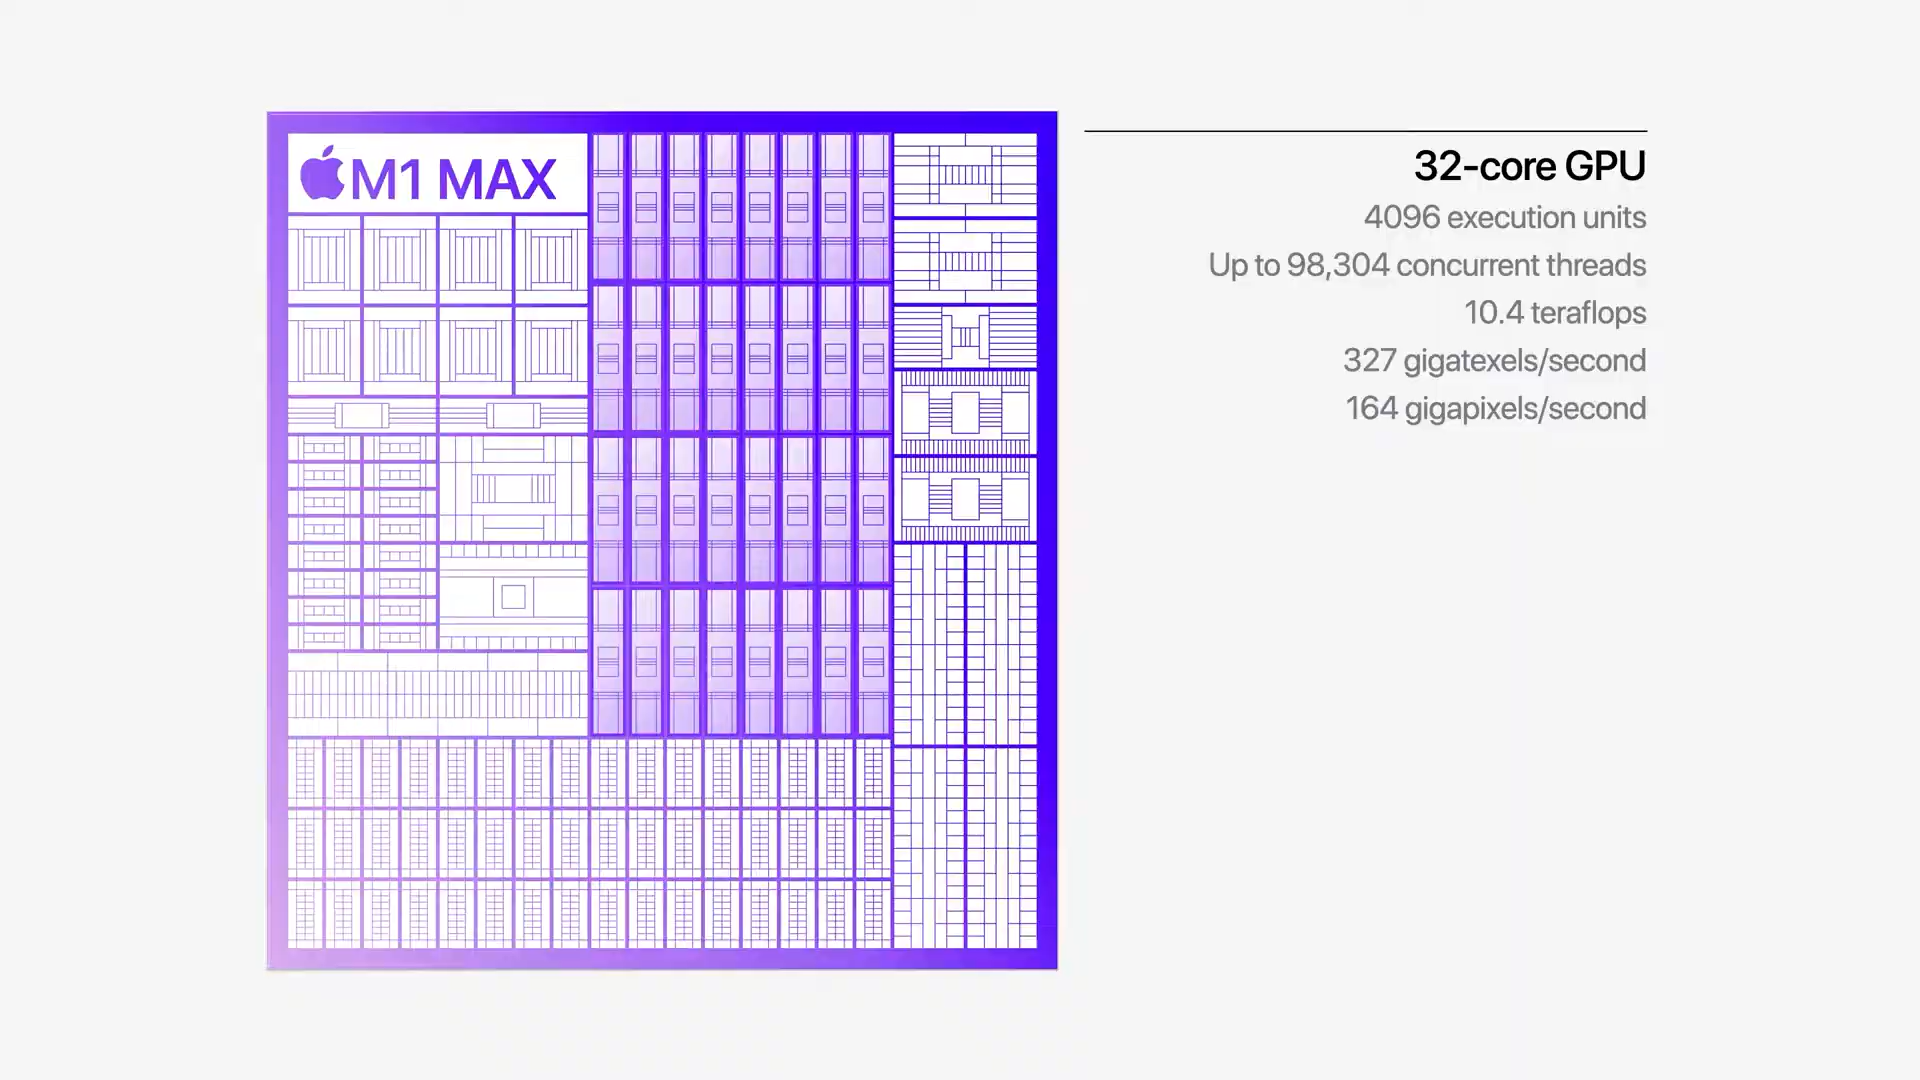 M1 MAX
32-core GPU
4096 execution units
Up to 98,304 concurrent threads
10.4 teraflops
327 gigatexels/second
164 gigapixels/second